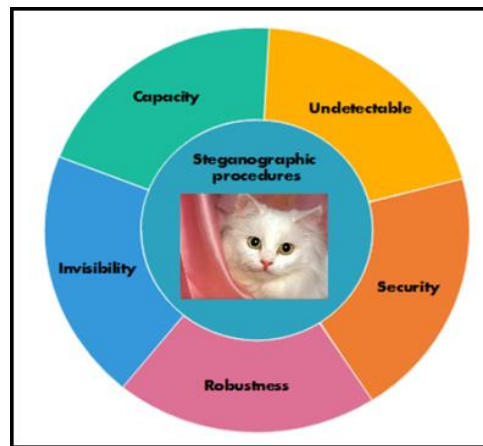 Capacity
Undetectable
Steganographic
procedures
Invisibility
Security
Robustness